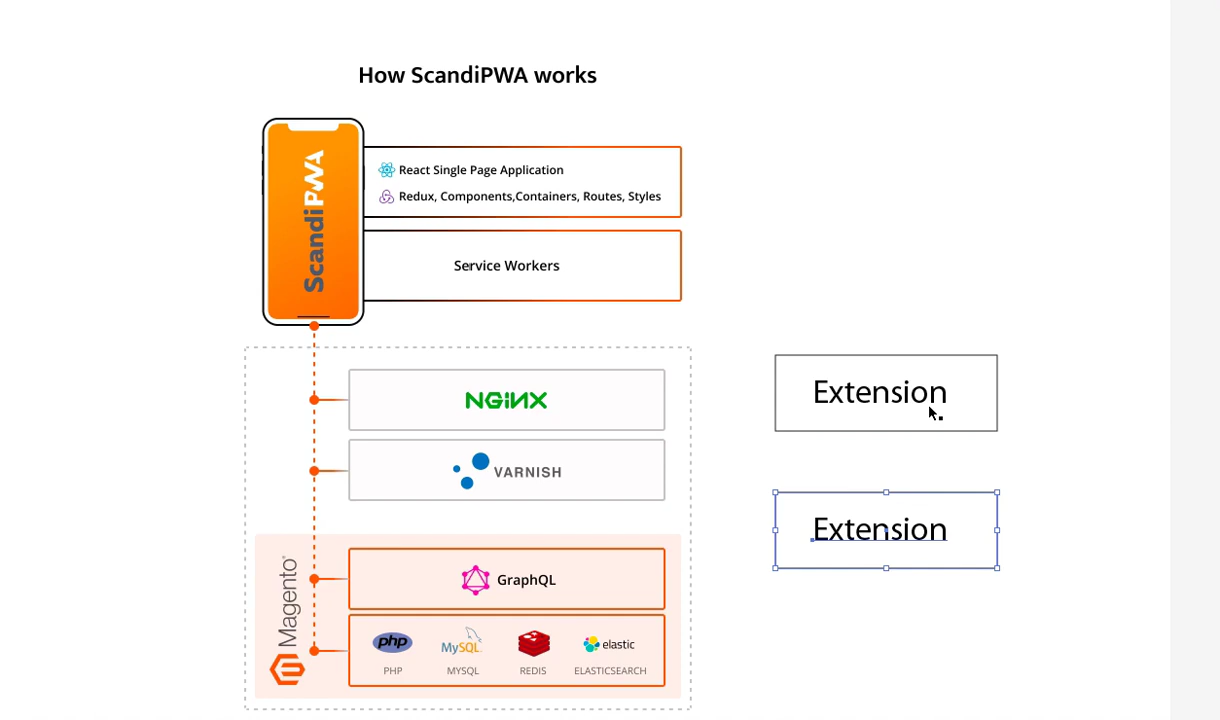 How ScandiPWA works
ScandiPWA
React Single Page Application
Redux, Components,Containers, Routes, Styles
Service Workers
NGINX
VARNISH
Extension
Extension
Magento
GraphQL
php
MySQL
elastic
PHP
MYSQL
REDIS
ELASTICSEARCH